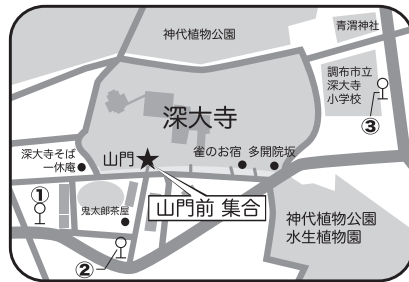 神代植物公園
青渭神社
調布市立
深大寺
小学校
③
深大寺
深大寺そば
一休庵
山門
雀のお宿
多聞院坂
①
鬼太郎茶屋
山門前 集合
②
神代植物公園
水生植物園